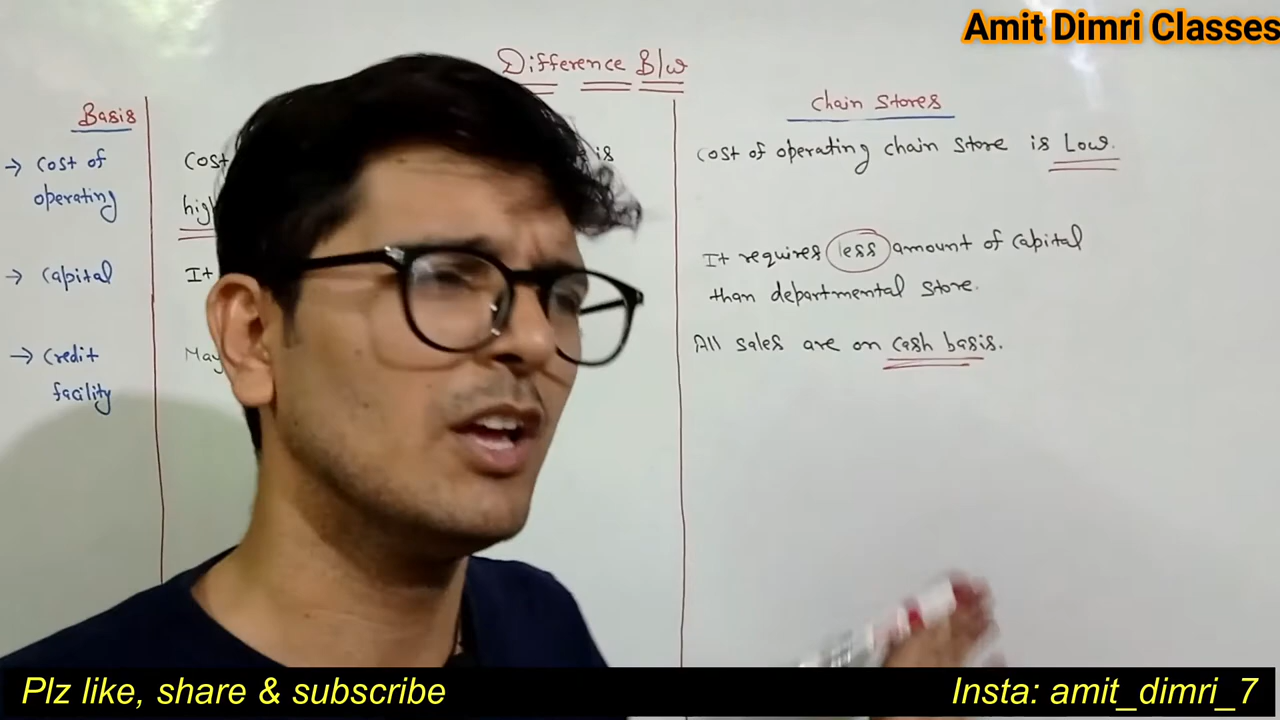 Amit Dimri Classes
Difference B/w
Basis
Chain Stores
→ Cost of operating
Cost
is
high
Cost of operating chain store is Low.
→ Capital
It
It requires less amount of capital
than departmental store.
→ Credit facility
May
All sales are on cash basis.
Plz like, share & subscribe
Insta: amit_dimri_7